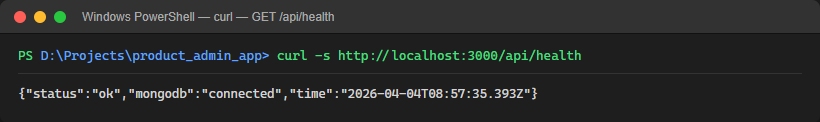 Windows PowerShell — curl — GET /api/health
PS D:\Projects\product_admin_app> curl -s http://localhost:3000/api/health
{"status":"ok","mongodb":"connected","time":"2026-04-04T08:57:35.393Z"}